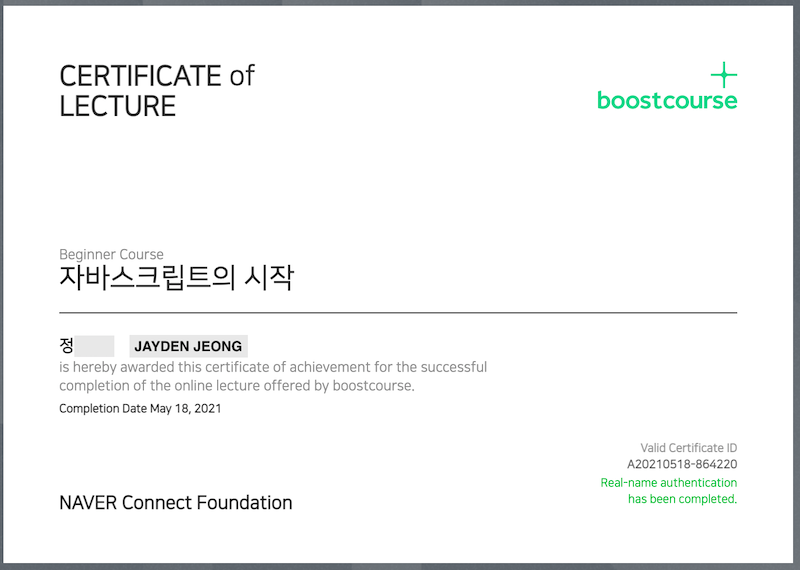 CERTIFICATE of
LECTURE
boostcourse
Beginner Course
자바스크립트의 시작
정 JAYDEN JEONG
is hereby awarded this certificate of achievement for the successful
completion of the online lecture offered by boostcourse.
Completion Date May 18, 2021
Valid Certificate ID
A20210518-864220
Real-name authentication
has been completed.
NAVER Connect Foundation